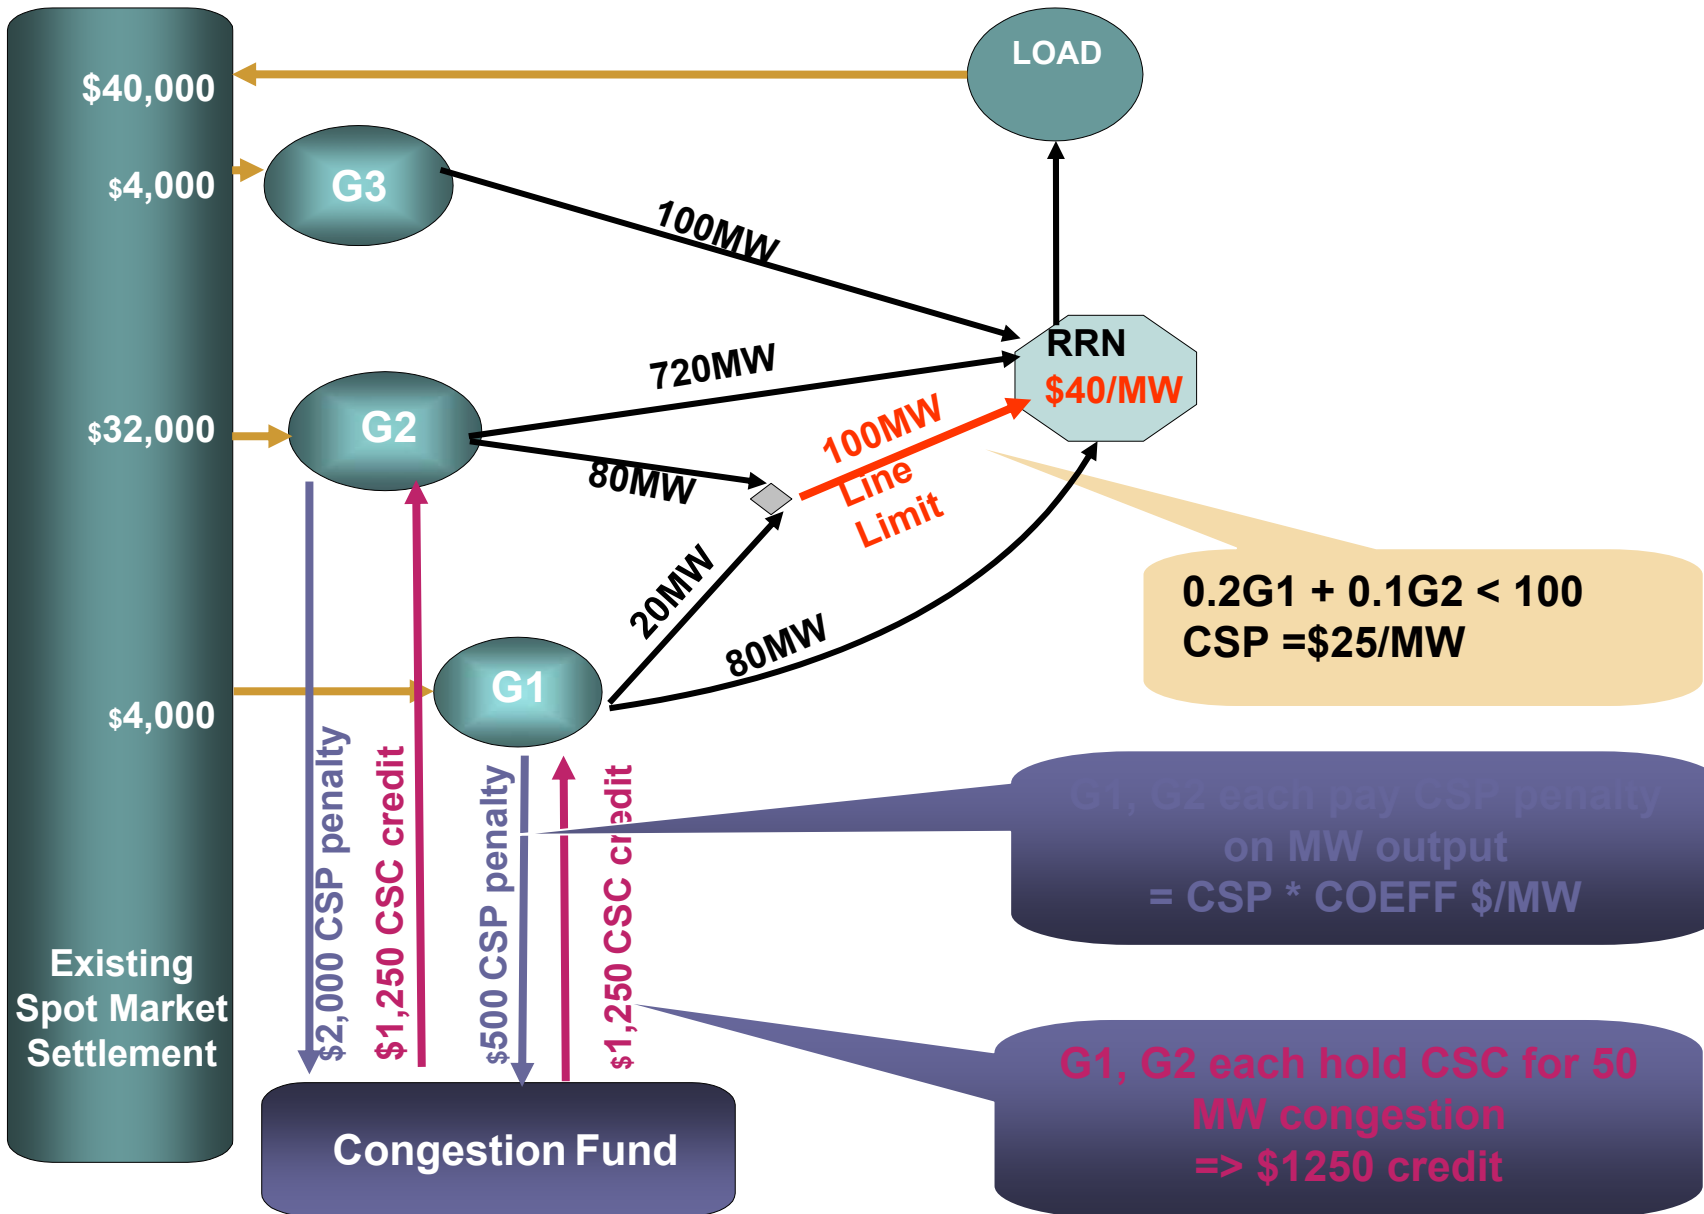 LOAD
$40,000
$4,000
G3
100MW
RRN
$40/MW
720MW
$32,000
G2
80MW
100MW
Line
Limit
0.2G1 + 0.1G2 < 100
CSP =$25/MW
20MW
80MW
G1
$4,000
$2,000 CSP penalty
$1,250 CSC credit
$500 CSP penalty
$1,250 CSC credit
G1, G2 each pay CSP penalty
on MW output
= CSP * COEFF $/MW
Existing
Spot Market
Settlement
G1, G2 each hold CSC for 50
MW congestion
=> $1250 credit
Congestion Fund